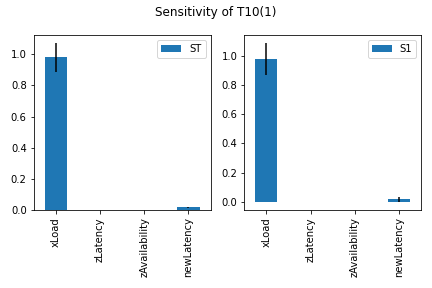 Sensitivity of T10(1)
ST
1.0
0.8
0.6
0.4
0.2
0.0
xLoad
zLatency
zAvailability
newLatency
S1
1.0
0.8
0.6
0.4
0.2
0.0
xLoad
zLatency
zAvailability
newLatency